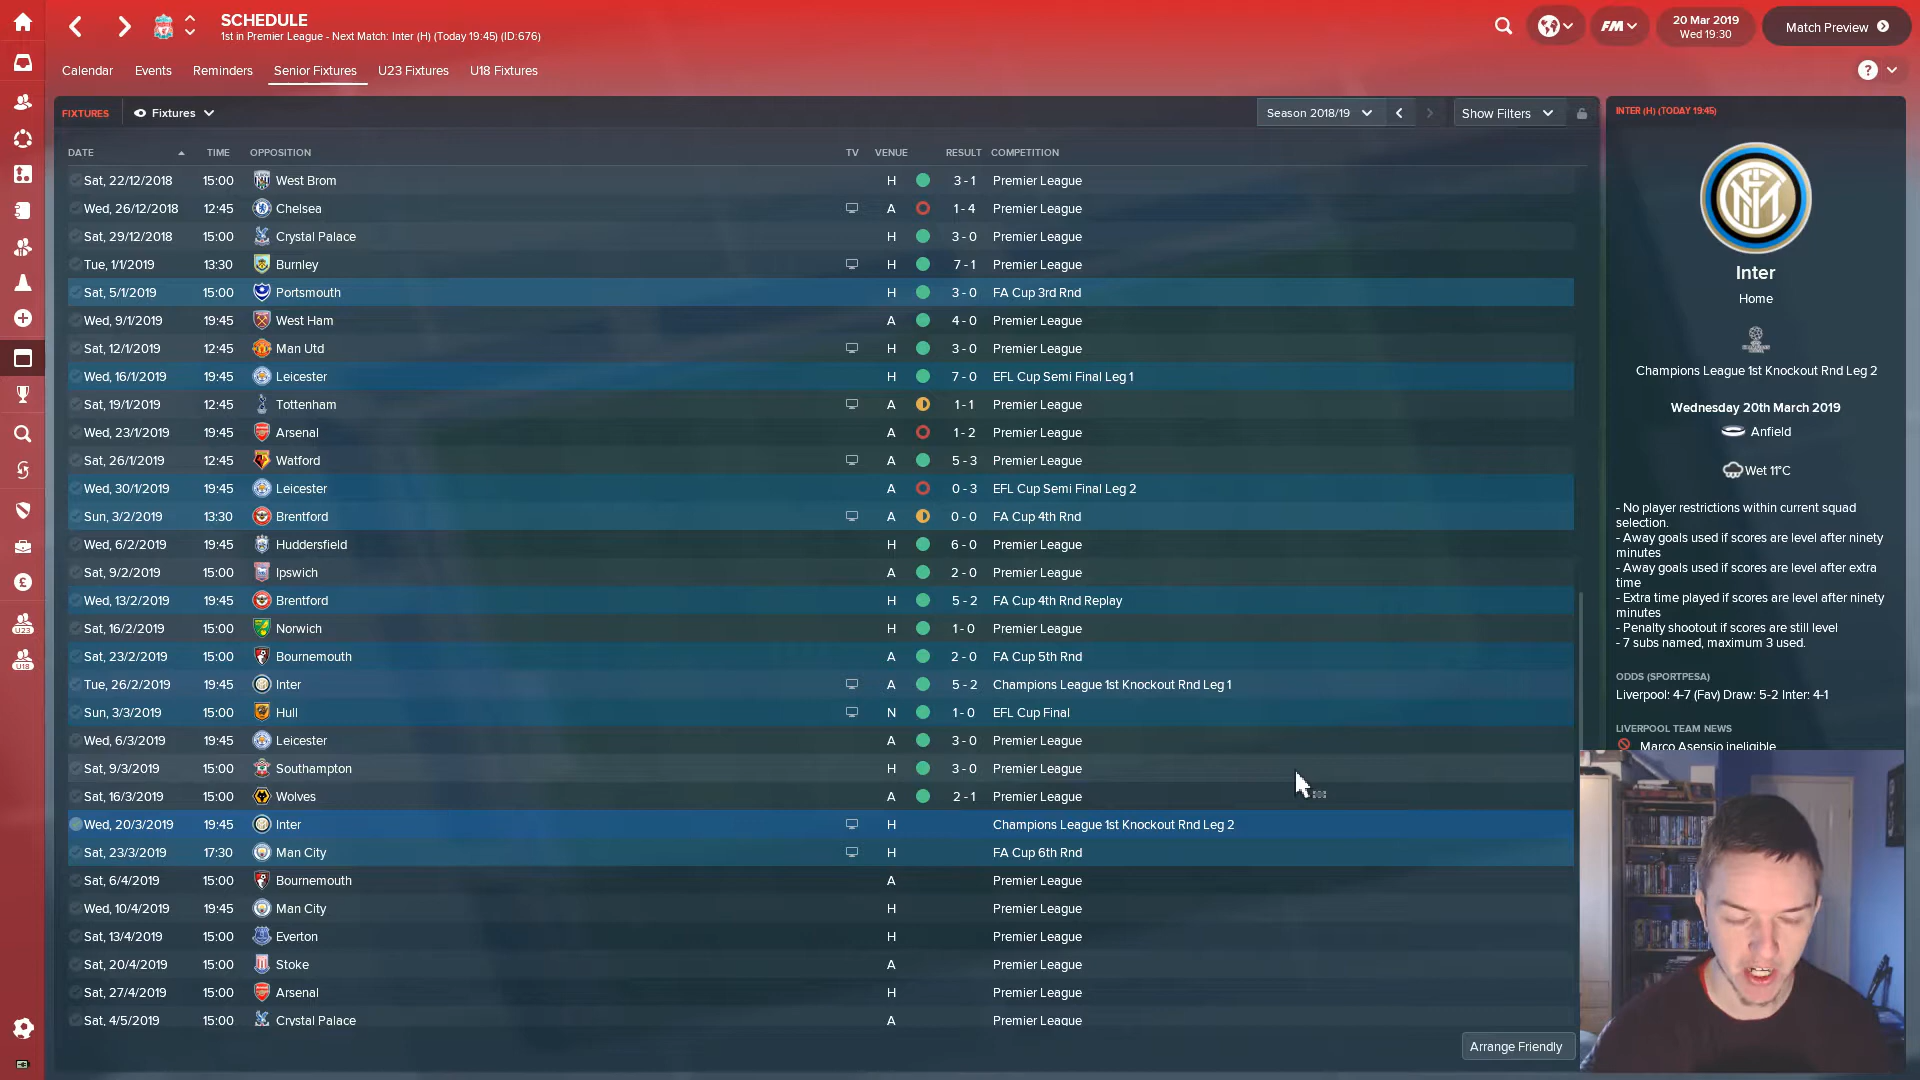 SCHEDULE
1st in Premier League - Next Match: Inter (H) (Today 19:45) (ID:676)
FM
20 Mar 2019
Wed 19:30
Match Preview
Calendar Events Reminders Senior Fixtures U23 Fixtures U18 Fixtures
?
FIXTURES Fixtures Season 2018/19 Show Filters
DATE TIME OPPOSITION TV VENUE RESULT COMPETITION
Sat, 22/12/2018 15:00 West Brom H 3 - 1 Premier League
Wed, 26/12/2018 12:45 Chelsea A 1 - 4 Premier League
Sat, 29/12/2018 15:00 Crystal Palace H 3 - 0 Premier League
Tue, 1/1/2019 13:30 Burnley H 7 - 1 Premier League
Sat, 5/1/2019 15:00 Portsmouth H 3 - 0 FA Cup 3rd Rnd
Wed, 9/1/2019 19:45 West Ham A 4 - 0 Premier League
Sat, 12/1/2019 12:45 Man Utd H 3 - 0 Premier League
Wed, 16/1/2019 19:45 Leicester H 7 - 0 EFL Cup Semi Final Leg 1
Sat, 19/1/2019 12:45 Tottenham A 1 - 1 Premier League
Wed, 23/1/2019 19:45 Arsenal A 1 - 2 Premier League
Sat, 26/1/2019 12:45 Watford A 5 - 3 Premier League
Wed, 30/1/2019 19:45 Leicester A 0 - 3 EFL Cup Semi Final Leg 2
Sun, 3/2/2019 13:30 Brentford A 0 - 0 FA Cup 4th Rnd
Wed, 6/2/2019 19:45 Huddersfield H 6 - 0 Premier League
Sat, 9/2/2019 15:00 Ipswich A 2 - 0 Premier League
Wed, 13/2/2019 19:45 Brentford H 5 - 2 FA Cup 4th Rnd Replay
Sat, 16/2/2019 15:00 Norwich H 1 - 0 Premier League
Sat, 23/2/2019 15:00 Bournemouth A 2 - 0 FA Cup 5th Rnd
Tue, 26/2/2019 19:45 Inter A 5 - 2 Champions League 1st Knockout Rnd Leg 1
Sun, 3/3/2019 15:00 Hull N 1 - 0 EFL Cup Final
Wed, 6/3/2019 19:45 Leicester A 3 - 0 Premier League
Sat, 9/3/2019 15:00 Southampton H 3 - 0 Premier League
Sat, 16/3/2019 15:00 Wolves A 2 - 1 Premier League
Wed, 20/3/2019 19:45 Inter H Champions League 1st Knockout Rnd Leg 2
Sat, 23/3/2019 17:30 Man City H FA Cup 6th Rnd
Sat, 6/4/2019 15:00 Bournemouth A Premier League
Wed, 10/4/2019 19:45 Man City H Premier League
Sat, 13/4/2019 15:00 Everton H Premier League
Sat, 20/4/2019 15:00 Stoke A Premier League
Sat, 27/4/2019 15:00 Arsenal H Premier League
Sat, 4/5/2019 15:00 Crystal Palace A Premier League
Arrange Friendly
U23
U18
INTER (H) (TODAY 19:45)
Inter
Home
Champions League 1st Knockout Rnd Leg 2
Wednesday 20th March 2019
Anfield
Wet 11°C
- No player restrictions within current squad
selection.
- Away goals used if scores are level after ninety
minutes
- Away goals used if scores are level after extra
time
- Extra time played if scores are level after ninety
minutes
- Penalty shootout if scores are still level
- 7 subs named, maximum 3 used.
ODDS (SPORTPESA)
Liverpool: 4-7 (Fav) Draw: 5-2 Inter: 4-1
LIVERPOOL TEAM NEWS
Marco Asensio ineligible